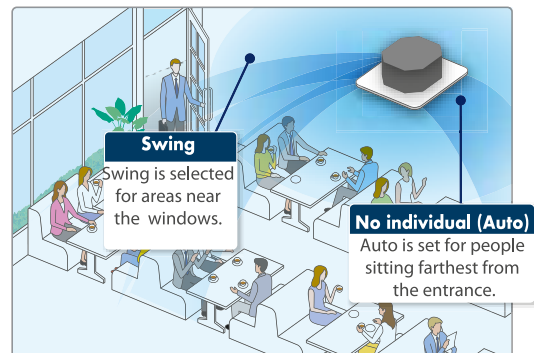 Swing
Swing is selected
for areas near
the windows.
No individual (Auto)
Auto is set for people
sitting farthest from
the entrance.